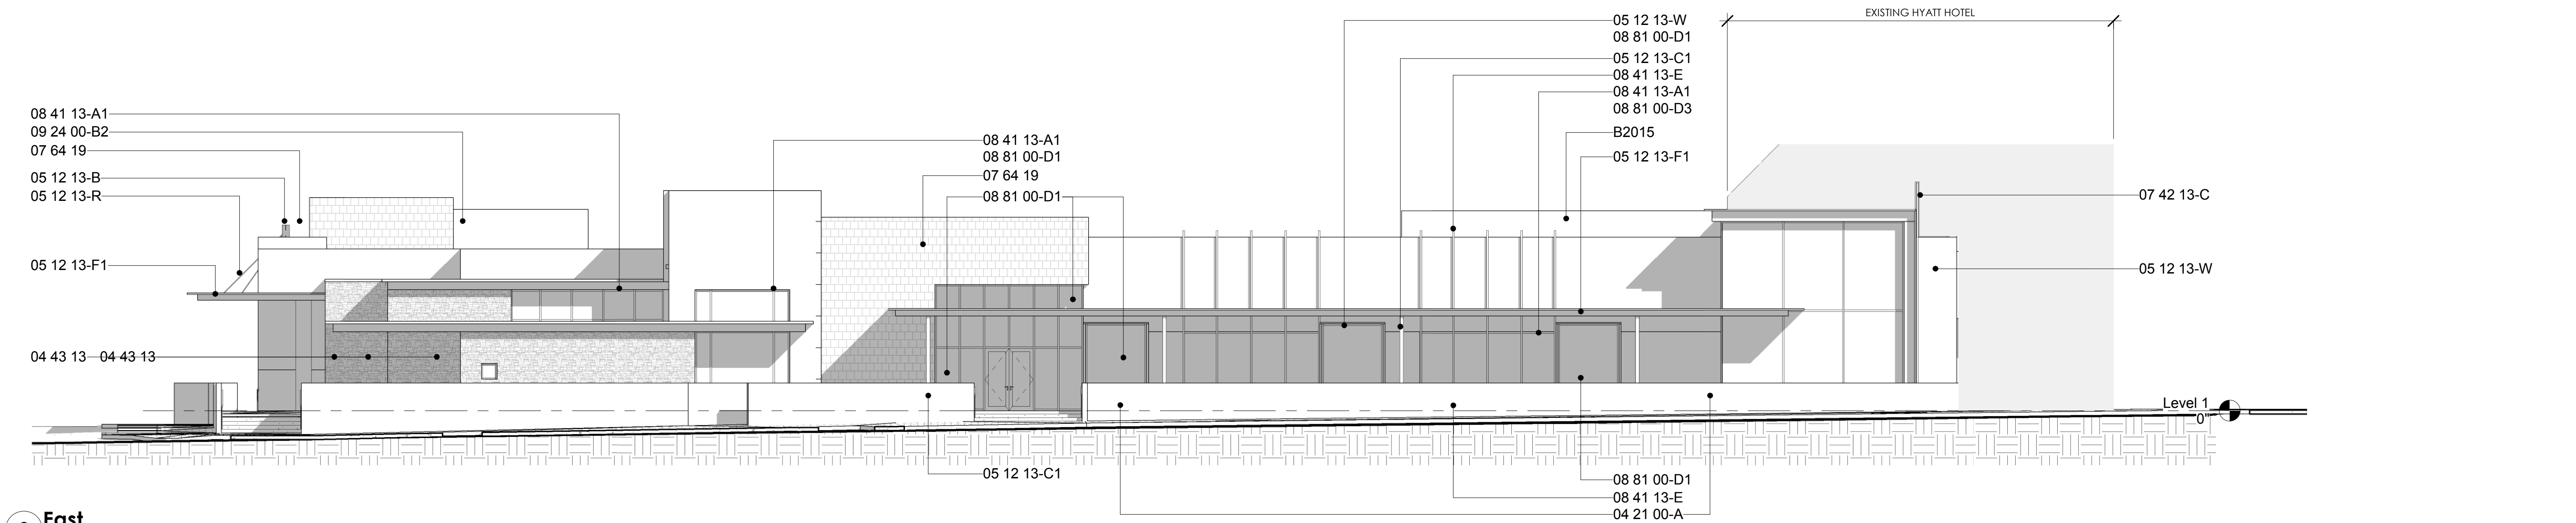 EXISTING HYATT HOTEL
05 12 13-W
08 81 00-D1
05 12 13-C1
08 41 13-E
08 41 13-A1
08 81 00-D3
B2015
05 12 13-F1
08 41 13-A1
09 24 00-B2
07 64 19
05 12 13-B
05 12 13-R
05 12 13-F1
04 43 13 04 43 13
08 41 13-A1
08 81 00-D1
07 64 19
08 81 00-D1
07 42 13-C
05 12 13-W
Level 1
0"
05 12 13-C1
08 81 00-D1
08 41 13-E
04 21 00-A
East